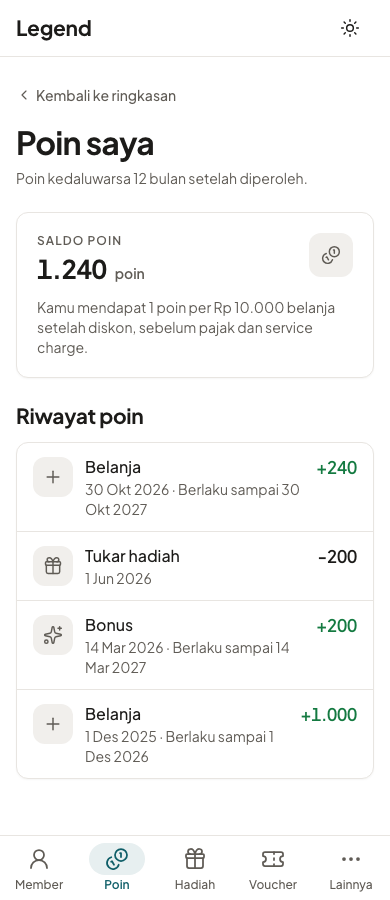 Legend
Kembali ke ringkasan
Poin saya
Poin kedaluwarsa 12 bulan setelah diperoleh.
SALDO POIN
1.240 poin
Kamu mendapat 1 poin per Rp 10.000 belanja
setelah diskon, sebelum pajak dan service
charge.
Riwayat poin
Belanja +240
30 Okt 2026 · Berlaku sampai 30
Okt 2027
Tukar hadiah -200
1 Jun 2026
Bonus +200
14 Mar 2026 · Berlaku sampai 14
Mar 2027
Belanja +1.000
1 Des 2025 · Berlaku sampai 1
Des 2026
Member Poin Hadiah Voucher Lainnya